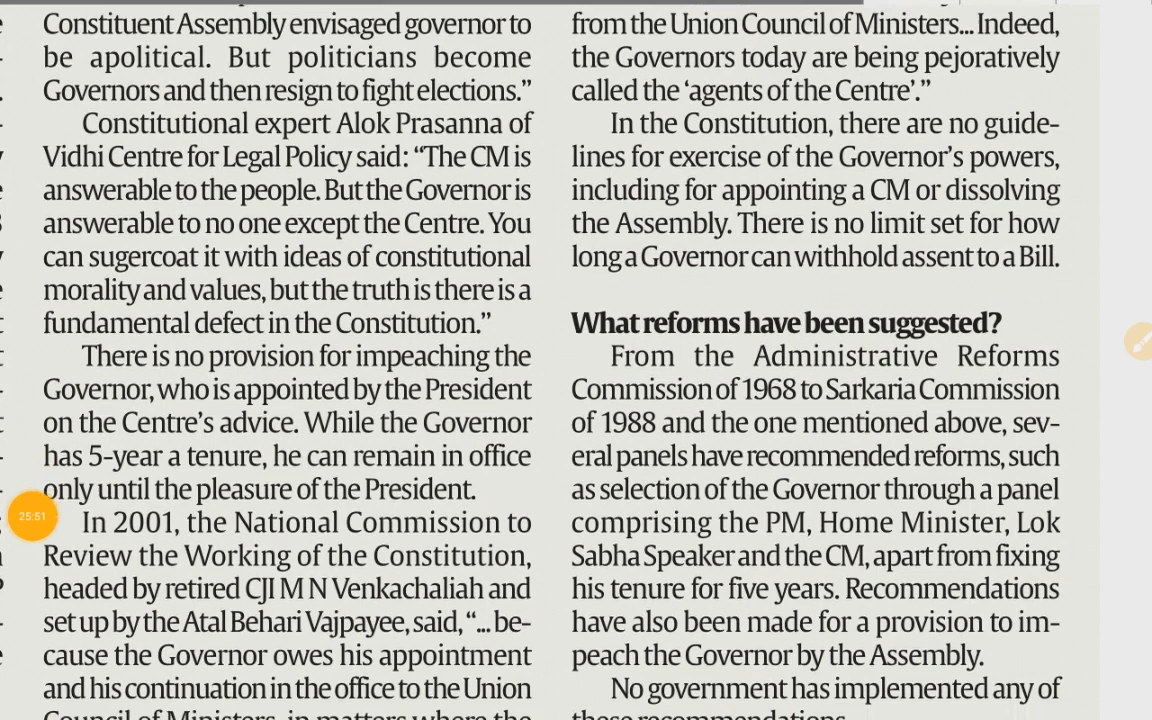 Constituent Assembly envisaged governor to
be apolitical. But politicians become
Governors and then resign to fight elections.”
Constitutional expert Alok Prasanna of
Vidhi Centre for Legal Policy said: “The CM is
answerable to the people. But the Governor is
answerable to no one except the Centre. You
can sugercoat it with ideas of constitutional
morality and values, but the truth is there is a
fundamental defect in the Constitution.”
There is no provision for impeaching the
Governor, who is appointed by the President
on the Centre’s advice. While the Governor
has 5-year a tenure, he can remain in office
only until the pleasure of the President.
In 2001, the National Commission to
Review the Working of the Constitution,
headed by retired CJI M N Venkachaliah and
set up by the Atal Behari Vajpayee, said, “... be-
cause the Governor owes his appointment
and his continuation in the office to the Union
Council of Ministers, in matters where the
from the Union Council of Ministers... Indeed,
the Governors today are being pejoratively
called the ‘agents of the Centre’.”
In the Constitution, there are no guide-
lines for exercise of the Governor’s powers,
including for appointing a CM or dissolving
the Assembly. There is no limit set for how
long a Governor can withhold assent to a Bill.
What reforms have been suggested?
From the Administrative Reforms
Commission of 1968 to Sarkaria Commission
of 1988 and the one mentioned above, sev-
eral panels have recommended reforms, such
as selection of the Governor through a panel
comprising the PM, Home Minister, Lok
Sabha Speaker and the CM, apart from fixing
his tenure for five years. Recommendations
have also been made for a provision to im-
peach the Governor by the Assembly.
No government has implemented any of
these recommendations.
25:51